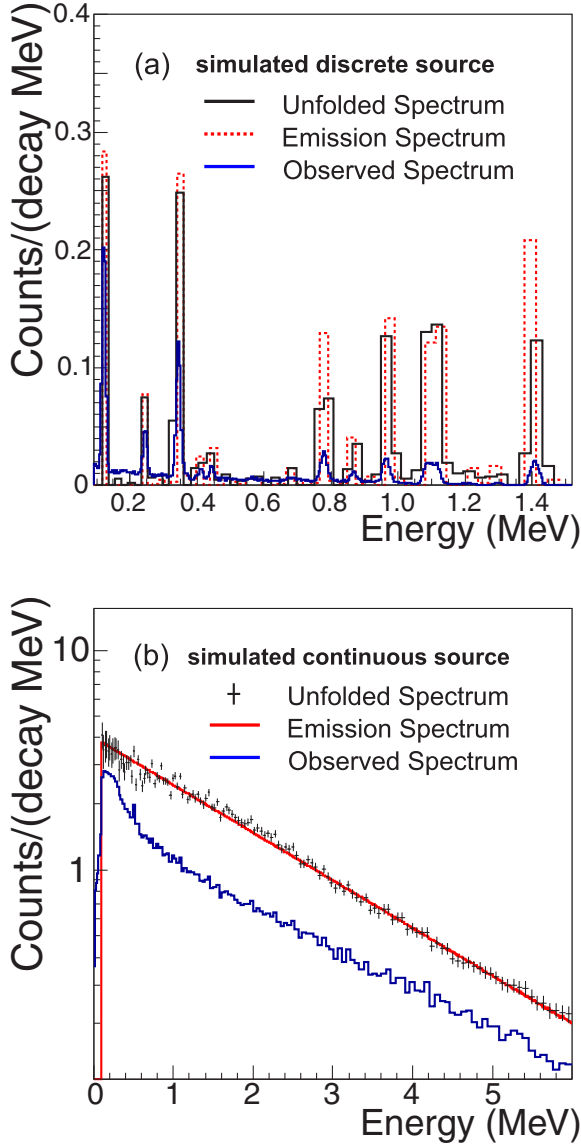 0.4
(a) simulated discrete source
Unfolded Spectrum
0.3
Emission Spectrum
Observed Spectrum
0.2
0.1
0
0.2 0.4 0.6 0.8 1.0 1.2 1.4
Counts/(decay MeV)
Energy (MeV)
10
(b) simulated continuous source
Unfolded Spectrum
Emission Spectrum
Observed Spectrum
1
0 1 2 3 4 5
Counts/(decay MeV)
Energy (MeV)